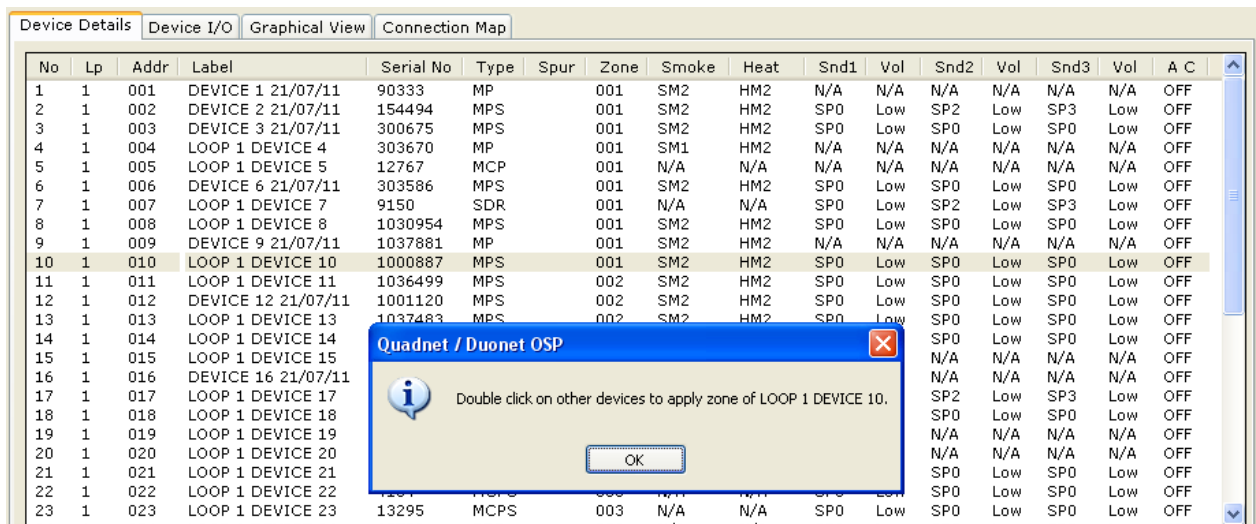 Device Details Device I/O Graphical View Connection Map
No Lp Addr Label Serial No Type Spur Zone Smoke Heat Snd1 Vol Snd2 Vol Snd3 Vol A C
1 1 001 DEVICE 1 21/07/11 90333 MP 001 SM2 HM2 N/A N/A N/A N/A N/A N/A OFF
2 1 002 DEVICE 2 21/07/11 154494 MPS 001 SM2 HM2 SP0 Low SP2 Low SP3 Low OFF
3 1 003 DEVICE 3 21/07/11 300675 MPS 001 SM2 HM2 SP0 Low SP0 Low SP0 Low OFF
4 1 004 LOOP 1 DEVICE 4 303670 MP 001 SM1 HM2 N/A N/A N/A N/A N/A N/A OFF
5 1 005 LOOP 1 DEVICE 5 12767 MCP 001 N/A N/A N/A N/A N/A N/A N/A N/A OFF
6 1 006 DEVICE 6 21/07/11 303586 MPS 001 SM2 HM2 SP0 Low SP0 Low SP0 Low OFF
7 1 007 LOOP 1 DEVICE 7 9150 SDR 001 N/A N/A SP0 Low SP2 Low SP3 Low OFF
8 1 008 LOOP 1 DEVICE 8 1030954 MPS 001 SM2 HM2 SP0 Low SP0 Low SP0 Low OFF
9 1 009 DEVICE 9 21/07/11 1037881 MP 001 SM2 HM2 N/A N/A N/A N/A N/A N/A OFF
10 1 010 LOOP 1 DEVICE 10 1000887 MPS 001 SM2 HM2 SP0 Low SP0 Low SP0 Low OFF
11 1 011 LOOP 1 DEVICE 11 1036499 MPS 002 SM2 HM2 SP0 Low SP0 Low SP0 Low OFF
12 1 012 DEVICE 12 21/07/11 1001120 MPS 002 SM2 HM2 SP0 Low SP0 Low SP0 Low OFF
13 1 013 LOOP 1 DEVICE 13 1037483 MPS 002 SM2 HM2 SP0 Low SP0 Low SP0 Low OFF
14 1 014 LOOP 1 DEVICE 14 SP0 Low SP0 Low OFF
15 1 015 LOOP 1 DEVICE 15 N/A N/A N/A N/A OFF
16 1 016 DEVICE 16 21/07/11 N/A N/A N/A N/A OFF
17 1 017 LOOP 1 DEVICE 17 SP2 Low SP3 Low OFF
18 1 018 LOOP 1 DEVICE 18 SP0 Low SP0 Low OFF
19 1 019 LOOP 1 DEVICE 19 N/A N/A N/A N/A OFF
20 1 020 LOOP 1 DEVICE 20 N/A N/A N/A N/A OFF
21 1 021 LOOP 1 DEVICE 21 SP0 Low SP0 Low OFF
22 1 022 LOOP 1 DEVICE 22 SP0 Low SP0 Low OFF
23 1 023 LOOP 1 DEVICE 23 13295 MCPS 003 N/A N/A SP0 Low SP0 Low SP0 Low OFF
Quadnet / Duonet OSP
Double click on other devices to apply zone of LOOP 1 DEVICE 10.
OK